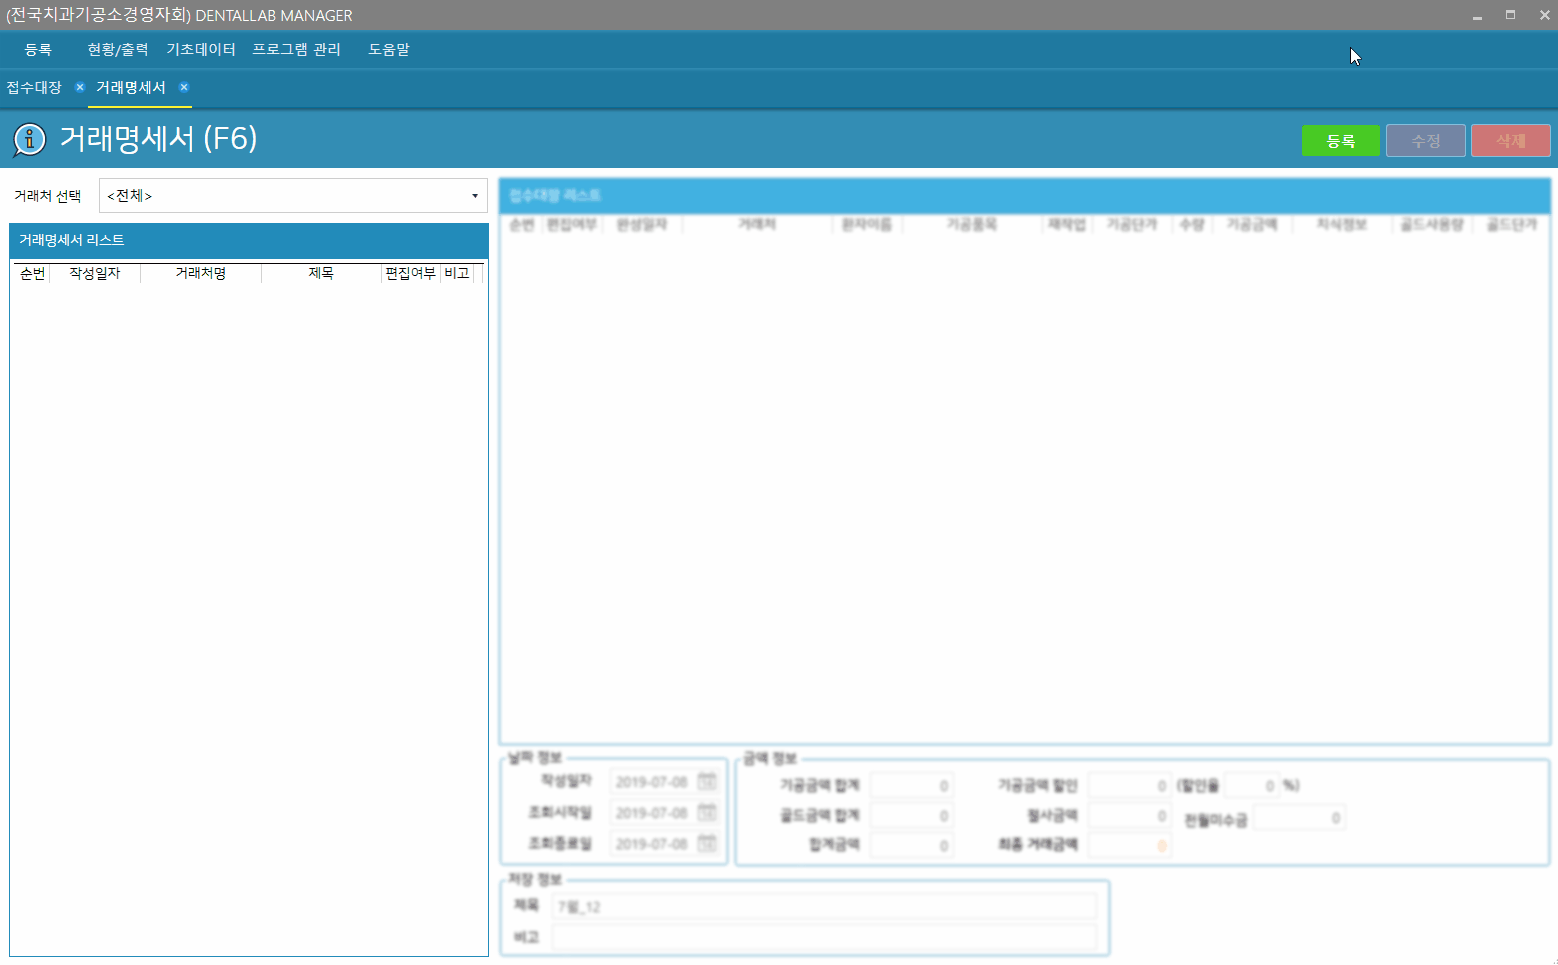 (전국치과기공소경영자회) DENTALLAB MANAGER
등록 현황/출력 기초데이터 프로그램 관리 도움말
접수대장 거래명세서
거래명세서 (F6)
등록 수정 삭제
거래처 선택 <전체>
거래명세서 리스트
순번 작성일자 거래처명 제목 편집여부 비고
접수대장 리스트
순번 편집여부 완성일자 거래처 환자이름 기공품목 재작업 기공단가 수량 기공금액 치식정보 골드사용량 골드단가
날짜 정보
작성일자 2019-07-08
조회시작일 2019-07-08
조회종료일 2019-07-08
금액 정보
기공금액 합계 0 기공금액 할인 0 (할인율 0 %)
골드금액 합계 0 절사금액 0 전월미수금 0
합계금액 0 최종 거래금액 0
저장 정보
제목 7월_12
비고